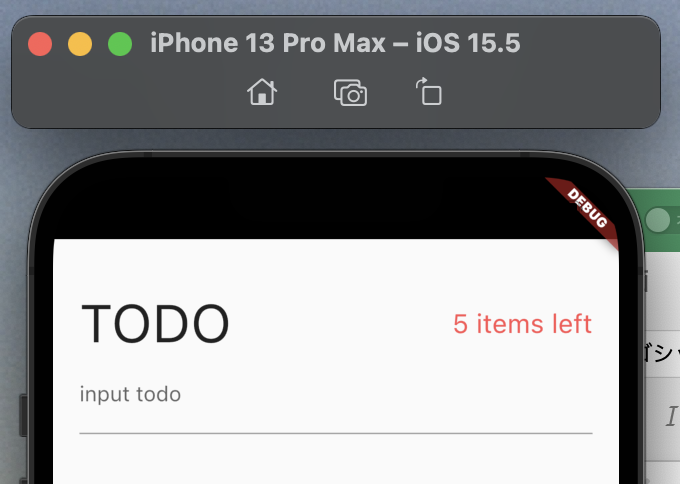 iPhone 13 Pro Max – iOS 15.5
DEBUG
TODO
5 items left
input todo